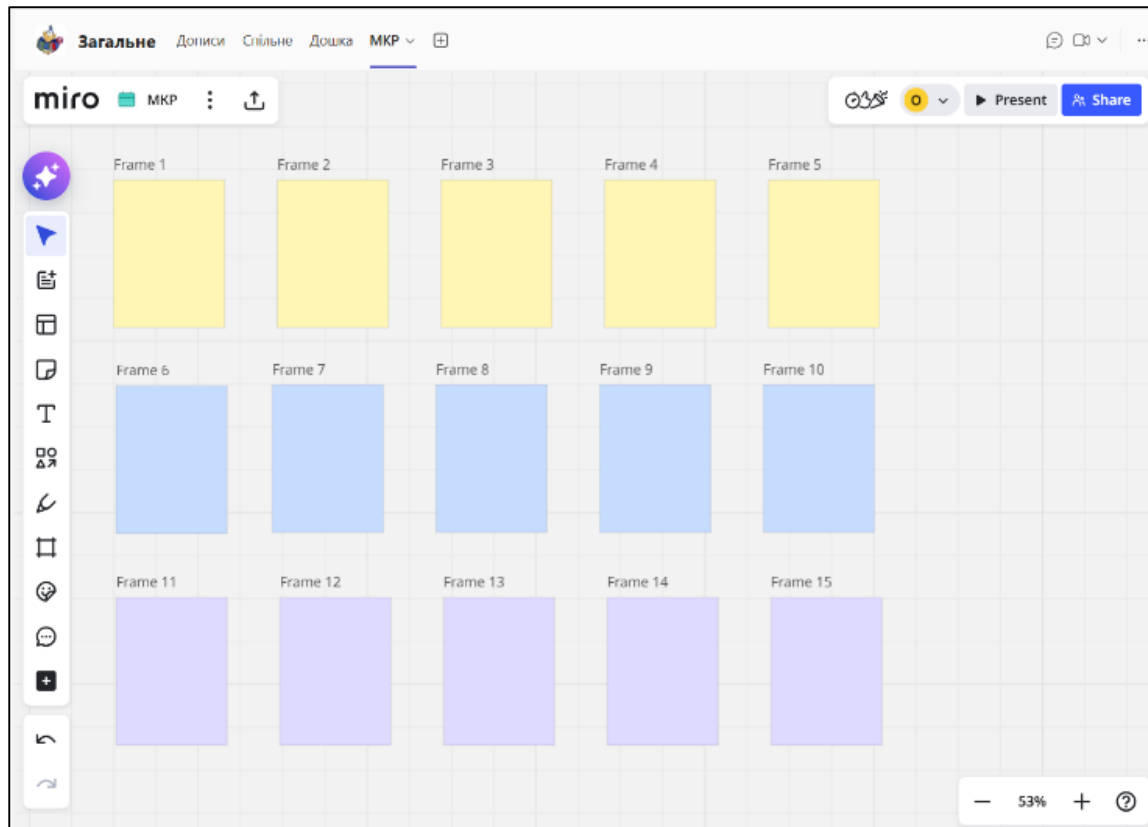 Загальне Дописи Спільне Дошка МКР
miro МКР Present Share
Frame 1 Frame 2 Frame 3 Frame 4 Frame 5
Frame 6 Frame 7 Frame 8 Frame 9 Frame 10
Frame 11 Frame 12 Frame 13 Frame 14 Frame 15
53%